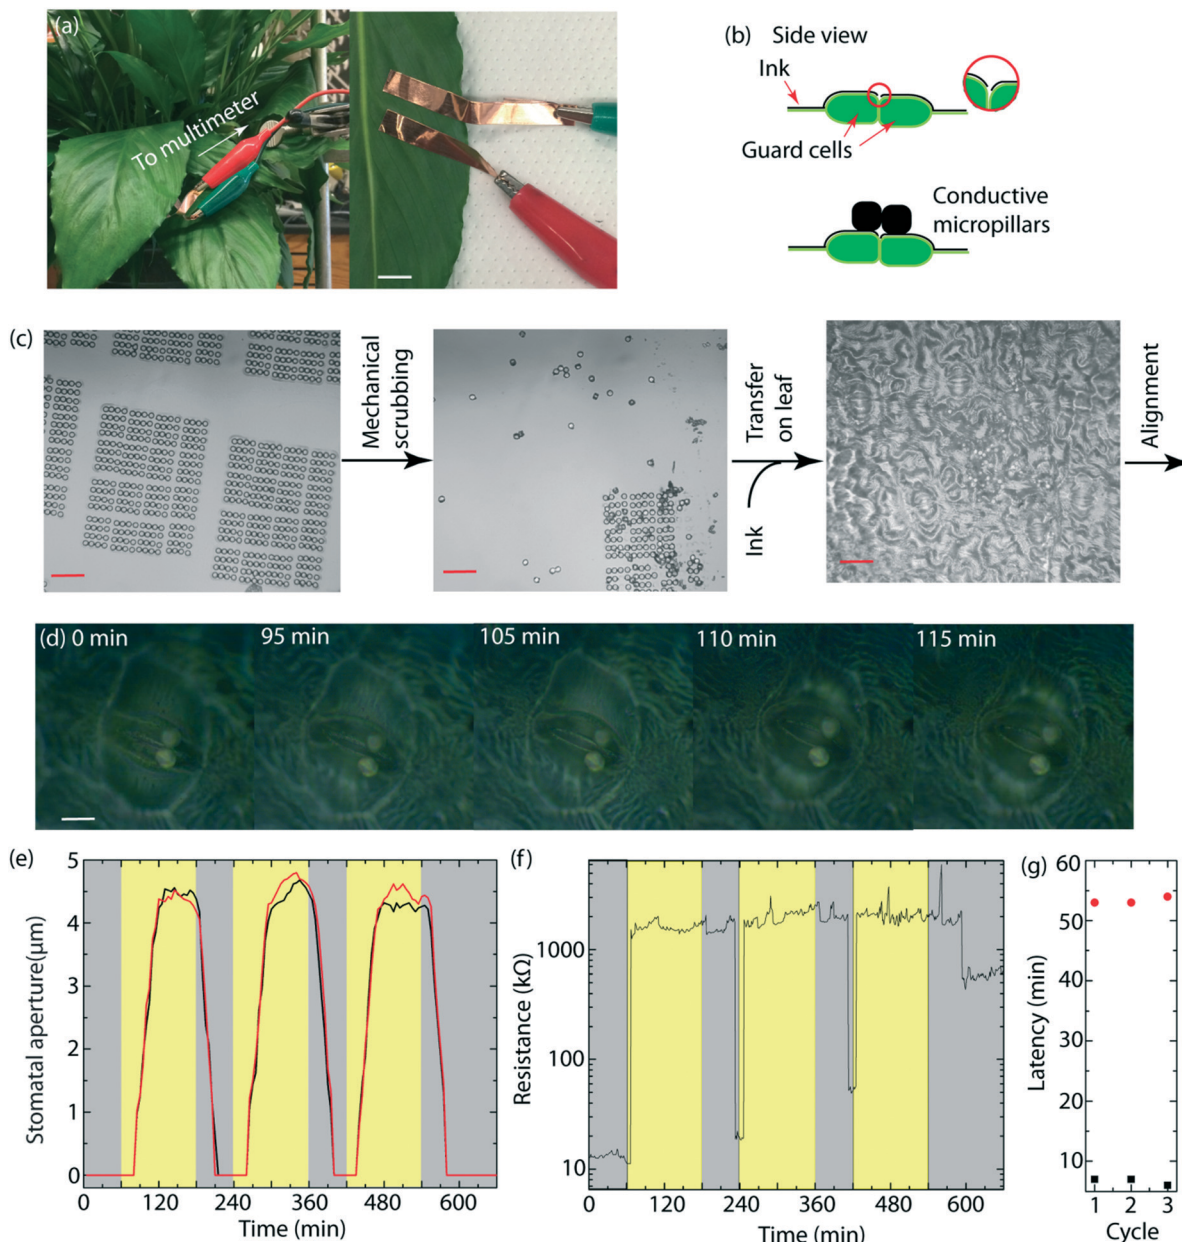 (a)
To multimeter
(b)
Side view
Ink
Guard cells
Conductive
micropillars
(c)
Mechanical
scrubbing
Transfer
on leaf
Ink
Alignment
(d) 0 min
95 min
105 min
110 min
115 min
(e)
5
4
3
2
1
0
Stomatal aperture(µm)
0 120 240 360 480 600
Time (min)
(f)
1000
100
10
Resistance (kΩ)
0 120 240 360 480 600
Time (min)
(g)
60
50
40
30
20
10
Latency (min)
1 2 3
Cycle